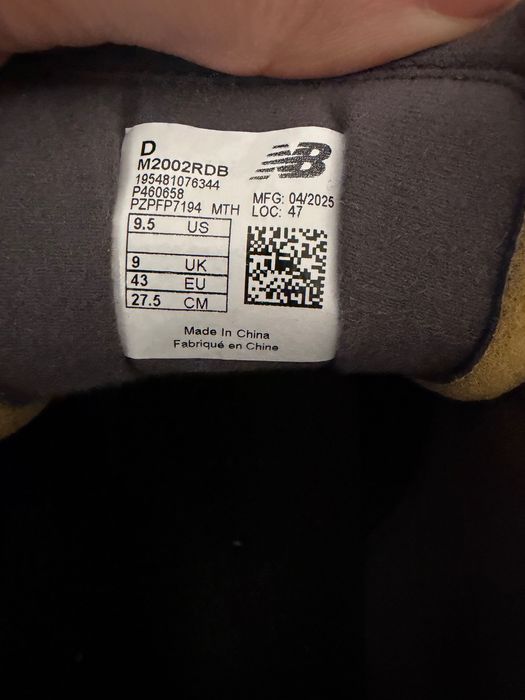 D
M2002RDB
195481076344
P460658
PZPFP7194 MTH
NB
MFG: 04/2025
LOC: 47
9.5 US
9 UK
43 EU
27.5 CM
Made In China
Fabriqué en Chine